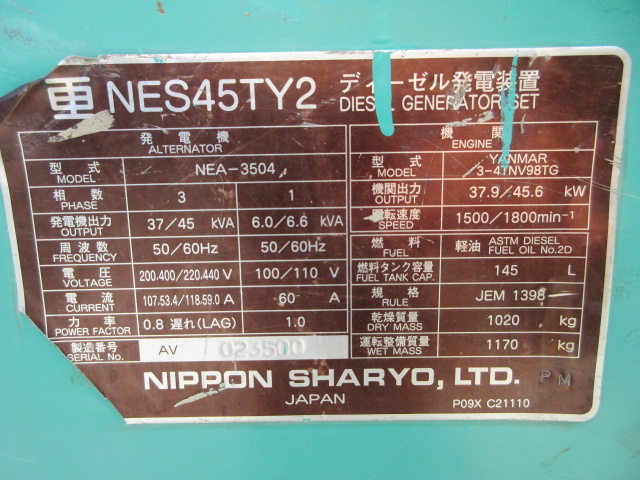 NES45TY2 ディーゼル発電装置
DIESEL GENERATOR SET
発電機
ALTERNATOR
型式 MODEL NEA-3504
相数 PHASE 3 1
発電機出力 OUTPUT 37/45 kVA 6.0/6.6 kVA
周波数 FREQUENCY 50/60Hz 50/60Hz
電圧 VOLTAGE 200.400/220.440 V 100/110 V
電流 CURRENT 107.53.4/118.59.0 A 60 A
力率 POWER FACTOR 0.8 遅れ(LAG) 1.0
製造番号 SERIAL No. AV 023500
機関
ENGINE
型式 MODEL YANMAR 3-4TNV98TG
機関出力 OUTPUT 37.9/45.6 kW
運転速度 SPEED 1500/1800min-1
燃料 FUEL 軽油 ASTM DIESEL FUEL OIL No.2D
燃料タンク容量 FUEL TANK CAP. 145 L
規格 RULE JEM 1398
乾燥質量 DRY MASS 1020 kg
運転整備質量 WET MASS 1170 kg
NIPPON SHARYO, LTD. PM
JAPAN
P09X C21110